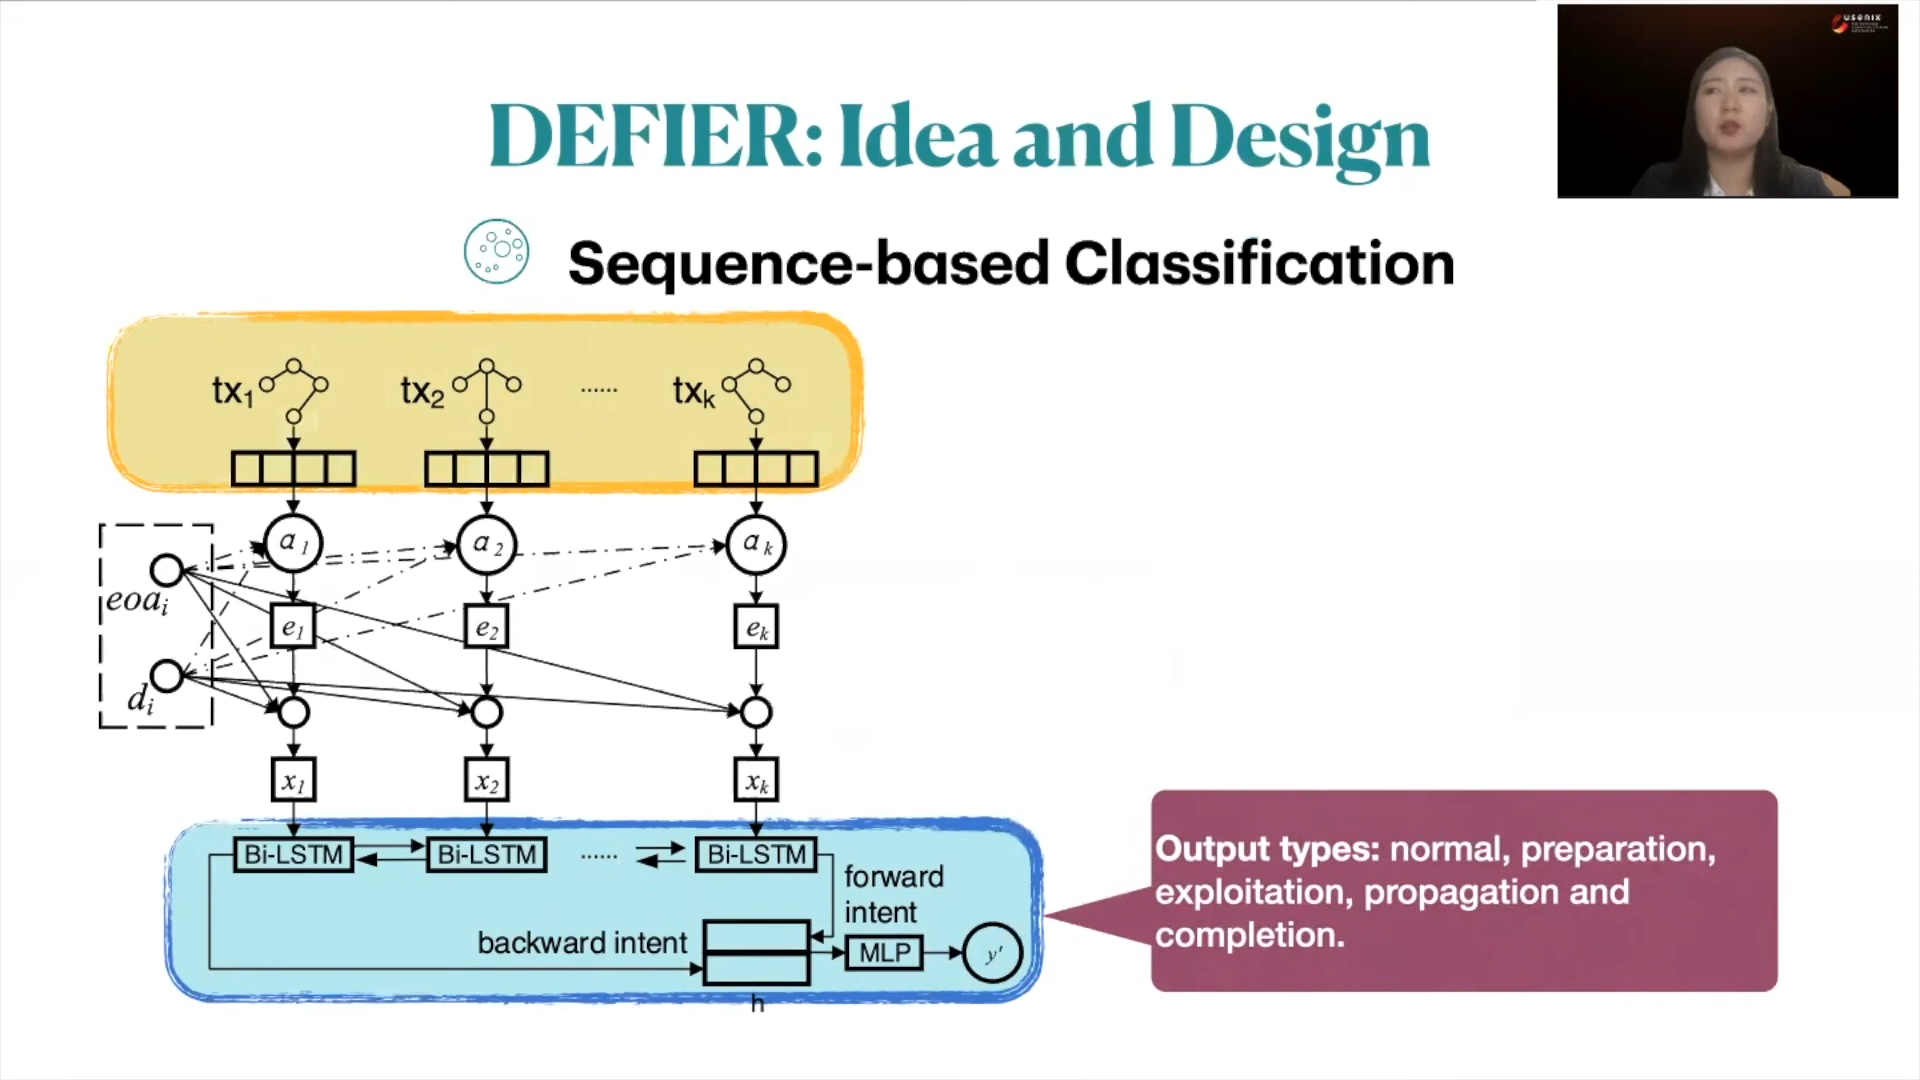 usenix
DEFIER: Idea and Design
Sequence-based Classification
tx1
tx2
......
txk
a1
a2
ak
eoai
e1
e2
ek
di
x1
x2
xk
Bi-LSTM
Bi-LSTM
......
Bi-LSTM
forward
intent
backward intent
MLP
y'
h
Output types: normal, preparation,
exploitation, propagation and
completion.